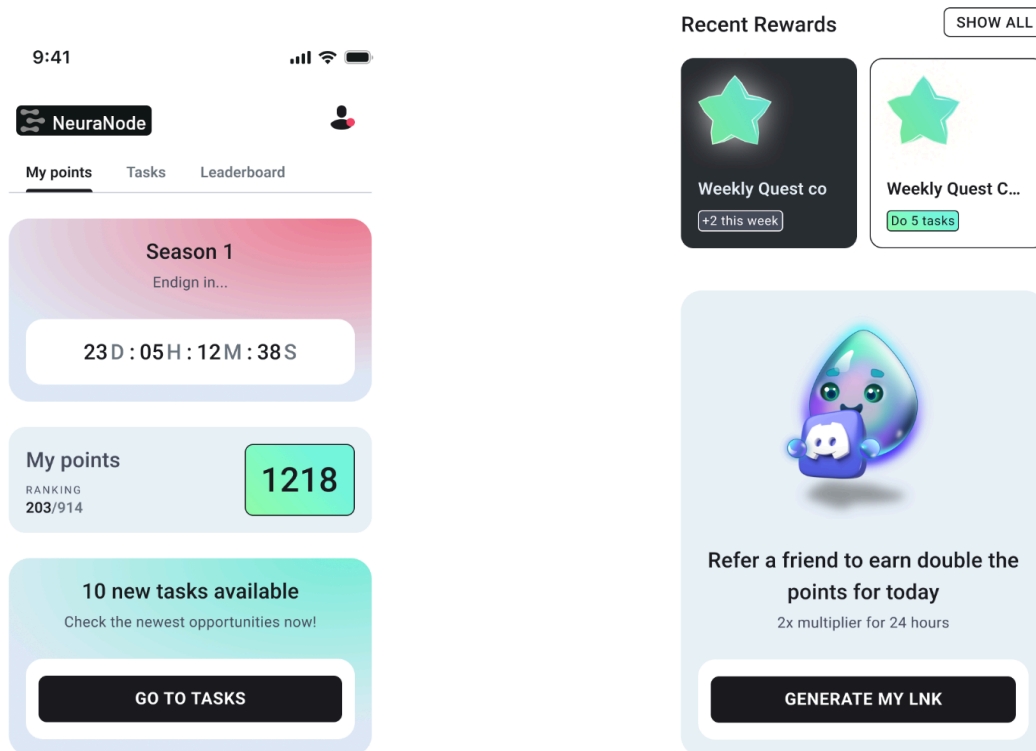 9:41
NeuraNode
My points
Tasks
Leaderboard
Season 1
Endign in...
23D : 05H : 12M : 38S
My points
RANKING
203/914
1218
10 new tasks available
Check the newest opportunities now!
GO TO TASKS
Recent Rewards
SHOW ALL
Weekly Quest co
+2 this week
Weekly Quest C...
Do 5 tasks
Refer a friend to earn double the
points for today
2x multiplier for 24 hours
GENERATE MY LNK